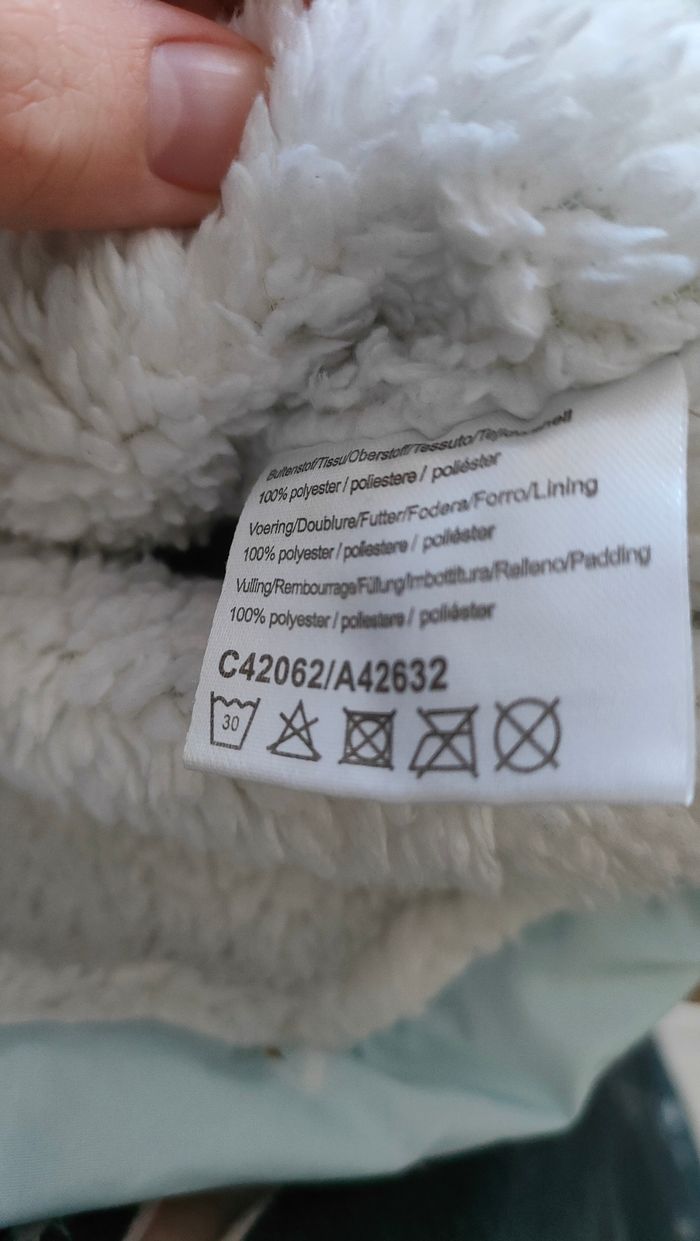 Buitenstof/Tissu/Oberstoff/Tessuto/
100% polyester / poliestere / poliéster
Voering/Doublure/Futter/Fodera/Forro/Lining
100% polyester / poliestere / poliéster
Vulling/Rembourrage/Füllung/Imbottitura/Relleno/Padding
100% polyester / poliestere / poliéster
C42062/A42632
30